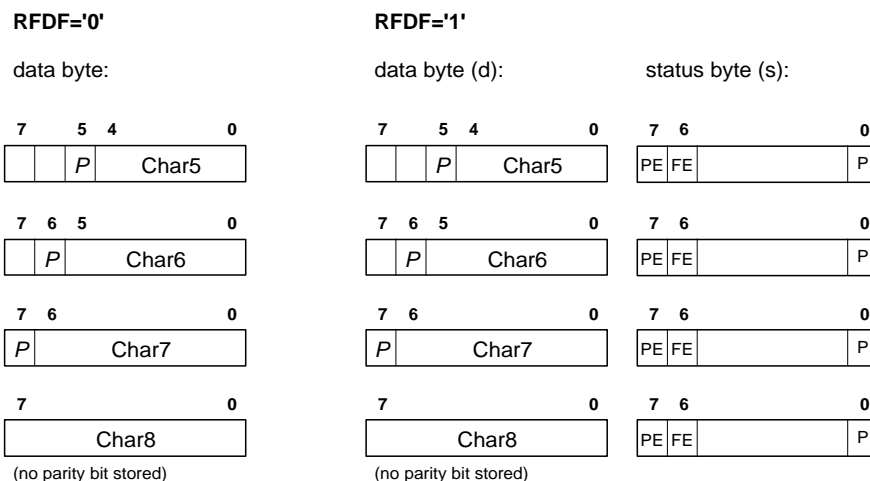 RFDF='0' RFDF='1'
data byte: data byte (d): status byte (s):
7 5 4 0 7 5 4 0 7 6 0
P Char5 P Char5 PE FE P
7 6 5 0 7 6 5 0 7 6 0
P Char6 P Char6 PE FE P
7 6 0 7 6 0 7 6 0
P Char7 P Char7 PE FE P
7 0 7 0 7 6 0
Char8 Char8 PE FE P
(no parity bit stored) (no parity bit stored)